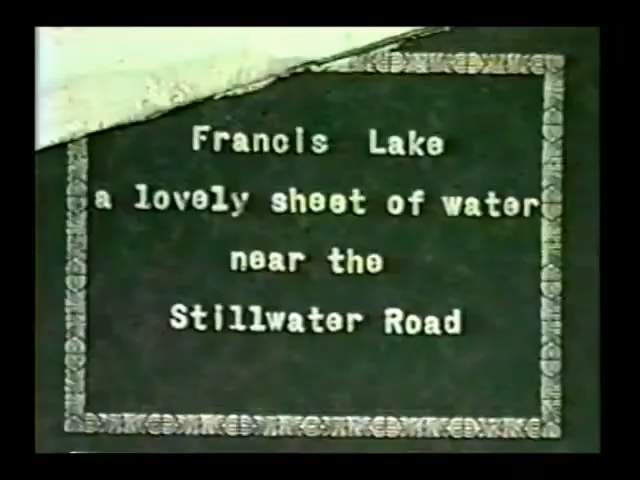 Francis Lake
a lovely sheet of water
near the
Stillwater Road